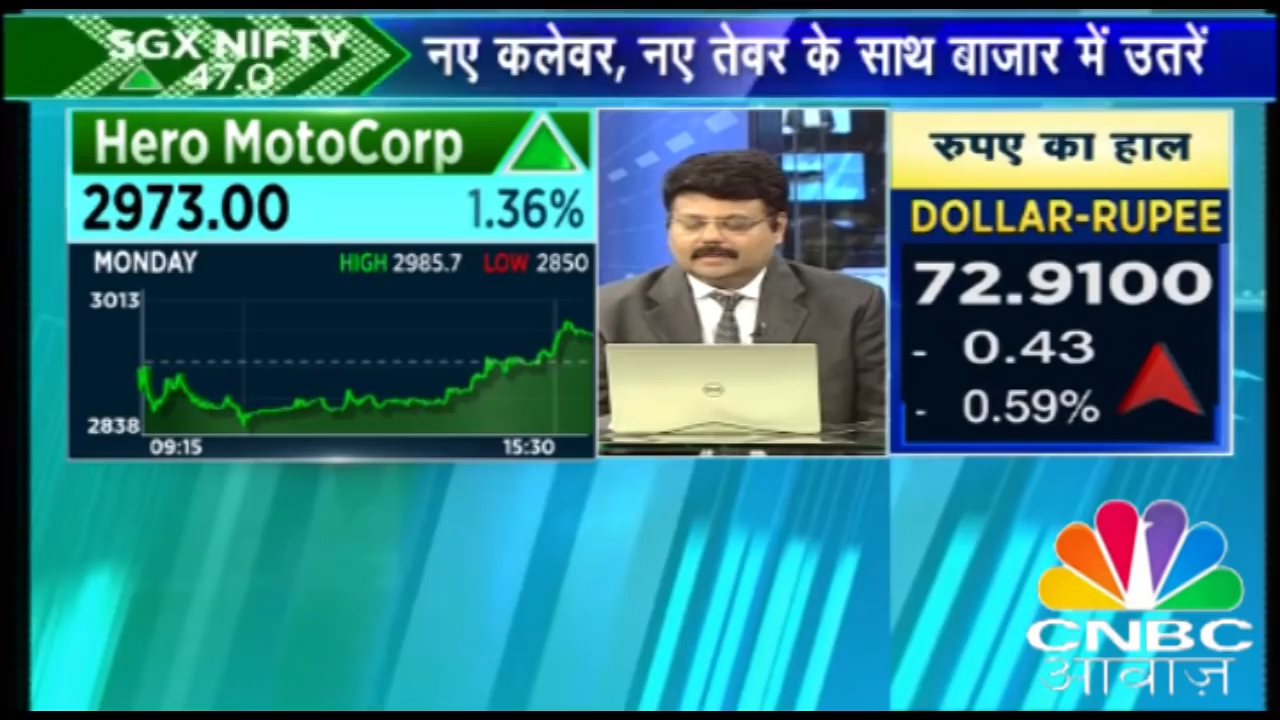 SGX NIFTY
47.0
नए कलेवर, नए तेवर के साथ बाजार में उतरें
Hero MotoCorp
2973.00 1.36%
MONDAY HIGH 2985.7 LOW 2850
3013
2838
09:15 15:30
DELL
रुपए का हाल
DOLLAR-RUPEE
72.9100
- 0.43
- 0.59%
CNBC
आवाज़